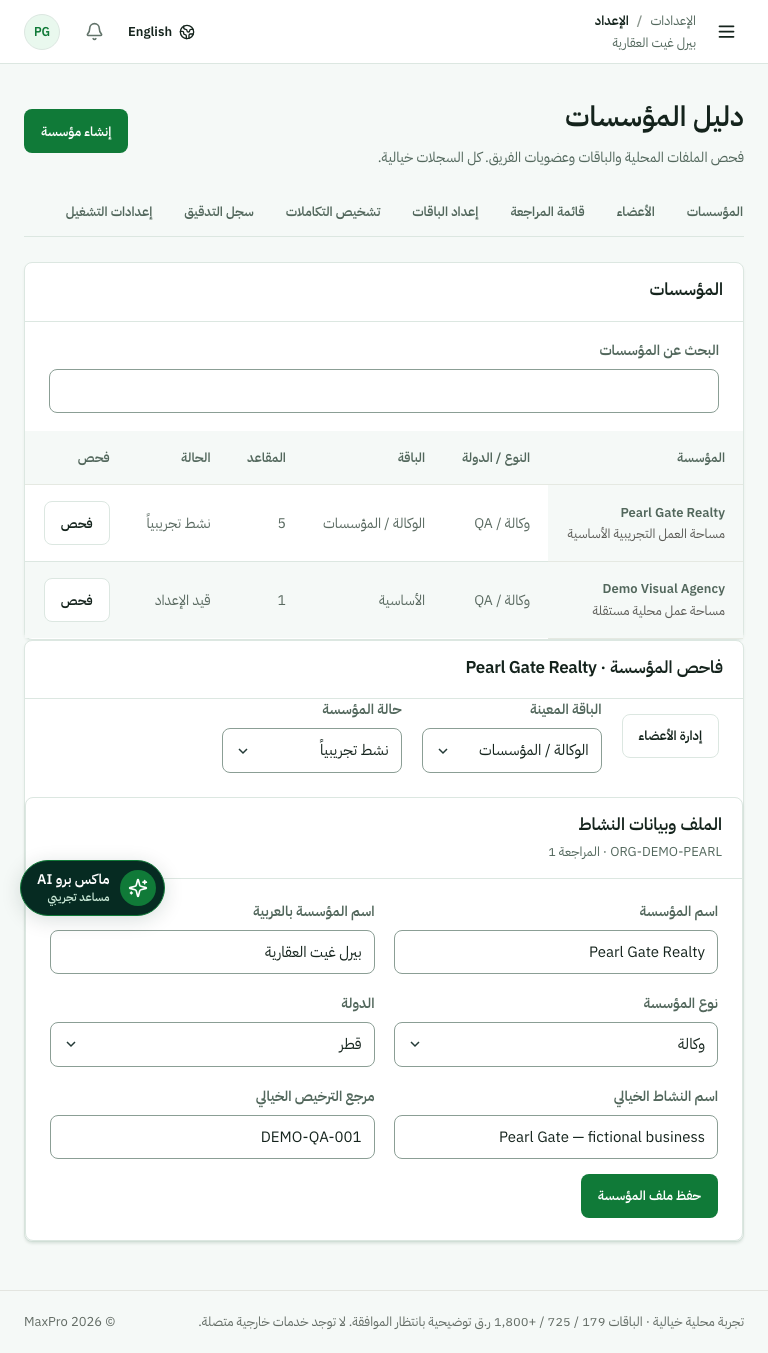 الإعدادات / الإعداد
بيرل غيت العقارية
English
PG
دليل المؤسسات
فحص الملفات المحلية والباقات وعضويات الفريق. كل السجلات خيالية.
إنشاء مؤسسة
المؤسسات الأعضاء قائمة المراجعة إعداد الباقات تشخيص التكاملات سجل التدقيق إعدادات التشغيل
المؤسسات
البحث عن المؤسسات
المؤسسة النوع / الدولة الباقة المقاعد الحالة فحص
Pearl Gate Realty
مساحة العمل التجريبية الأساسية
وكالة / QA الوكالة / المؤسسات 5 نشط تجريبياً فحص
Demo Visual Agency
مساحة عمل محلية مستقلة
وكالة / QA الأساسية 1 قيد الإعداد فحص
فاحص المؤسسة · Pearl Gate Realty
إدارة الأعضاء
الباقة المعينة حالة المؤسسة
الوكالة / المؤسسات نشط تجريبياً
الملف وبيانات النشاط
ORG-DEMO-PEARL · المراجعة 1
ماكس برو AI
مساعد تجريبي
اسم المؤسسة اسم المؤسسة بالعربية
Pearl Gate Realty بيرل غيت العقارية
نوع المؤسسة الدولة
وكالة قطر
اسم النشاط الخيالي مرجع الترخيص الخيالي
Pearl Gate — fictional business DEMO-QA-001
حفظ ملف المؤسسة
تجربة محلية خيالية · الباقات 179 / 725 / +1,800 ر.ق توضيحية بانتظار الموافقة. لا توجد خدمات خارجية متصلة.
© 2026 MaxPro